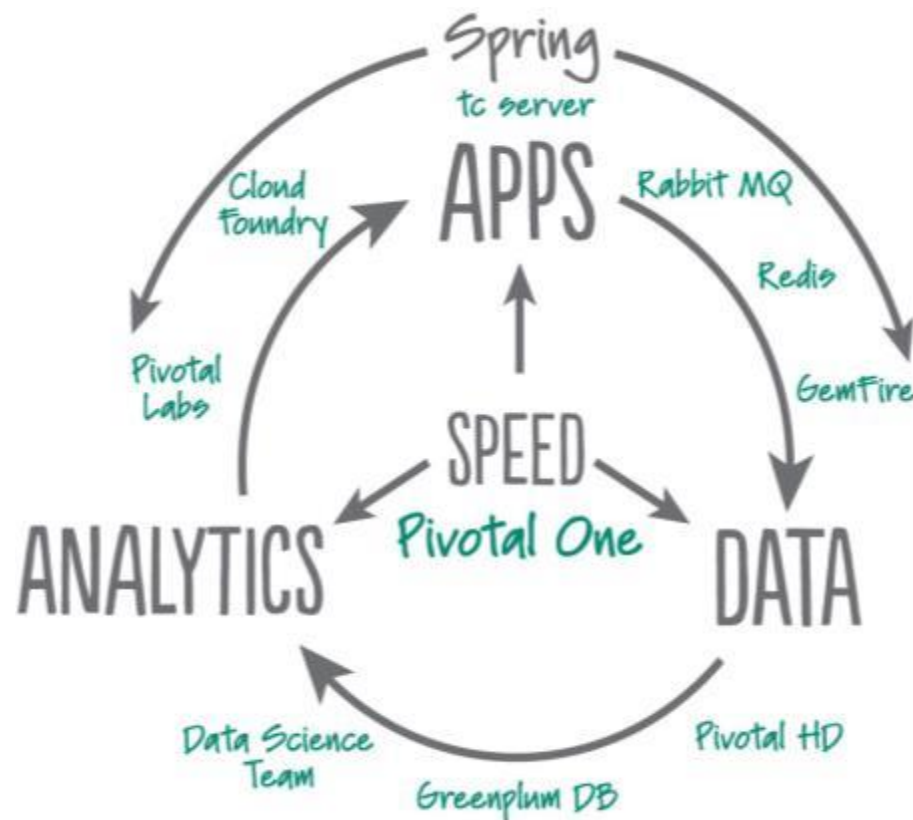 Spring
tc server
APPS
Cloud
Foundry
Rabbit MQ
Redis
Pivotal
Labs
GemFire
SPEED
Pivotal One
ANALYTICS
DATA
Data Science
Team
Greenplum DB
Pivotal HD